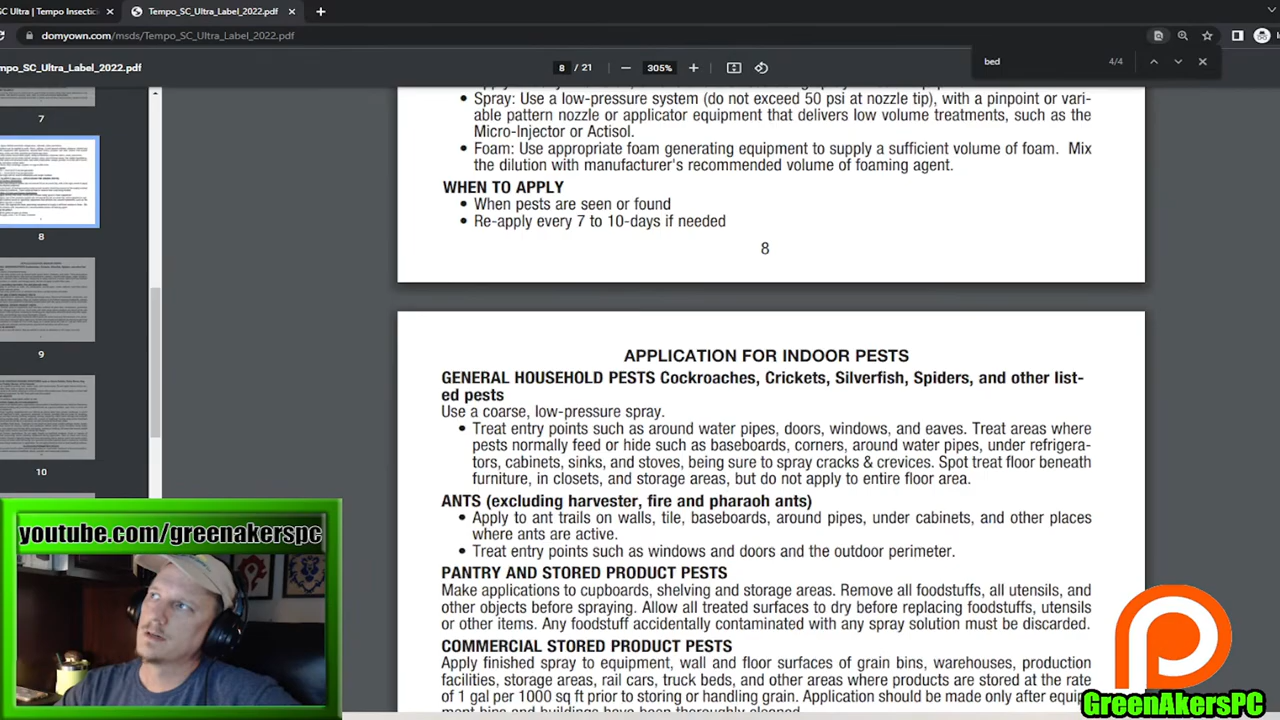 SC Ultra | Tempo Insectic
Tempo_SC_Ultra_Label_2022.pdf
domyown.com/msds/Tempo_SC_Ultra_Label_2022.pdf
bed
4/4
mpo_SC_Ultra_Label_2022.pdf
8 / 21
305%
7
8
9
10
• Spray: Use a low-pressure system (do not exceed 50 psi at nozzle tip), with a pinpoint or vari-
able pattern nozzle or applicator equipment that delivers low volume treatments, such as the
Micro-Injector or Actisol.
• Foam: Use appropriate foam generating equipment to supply a sufficient volume of foam. Mix
the dilution with manufacturer's recommended volume of foaming agent.
WHEN TO APPLY
• When pests are seen or found
• Re-apply every 7 to 10-days if needed
8
APPLICATION FOR INDOOR PESTS
GENERAL HOUSEHOLD PESTS Cockroaches, Crickets, Silverfish, Spiders, and other list-
ed pests
Use a coarse, low-pressure spray.
• Treat entry points such as around water pipes, doors, windows, and eaves. Treat areas where
pests normally feed or hide such as baseboards, corners, around water pipes, under refrigera-
tors, cabinets, sinks, and stoves, being sure to spray cracks & crevices. Spot treat floor beneath
furniture, in closets, and storage areas, but do not apply to entire floor area.
ANTS (excluding harvester, fire and pharaoh ants)
• Apply to ant trails on walls, tile, baseboards, around pipes, under cabinets, and other places
where ants are active.
• Treat entry points such as windows and doors and the outdoor perimeter.
PANTRY AND STORED PRODUCT PESTS
Make applications to cupboards, shelving and storage areas. Remove all foodstuffs, all utensils, and
other objects before spraying. Allow all treated surfaces to dry before replacing foodstuffs, utensils
or other items. Any foodstuff accidentally contaminated with any spray solution must be discarded.
COMMERCIAL STORED PRODUCT PESTS
Apply finished spray to equipment, wall and floor surfaces of grain bins, warehouses, production
facilities, storage areas, rail cars, truck beds, and other areas where products are stored at the rate
of 1 gal per 1000 sq ft prior to storing or handling grain. Application should be made only after equip-
ment bins and buildings have been thoroughly cleaned.
youtube.com/greenakerspc
GreenAkersPC